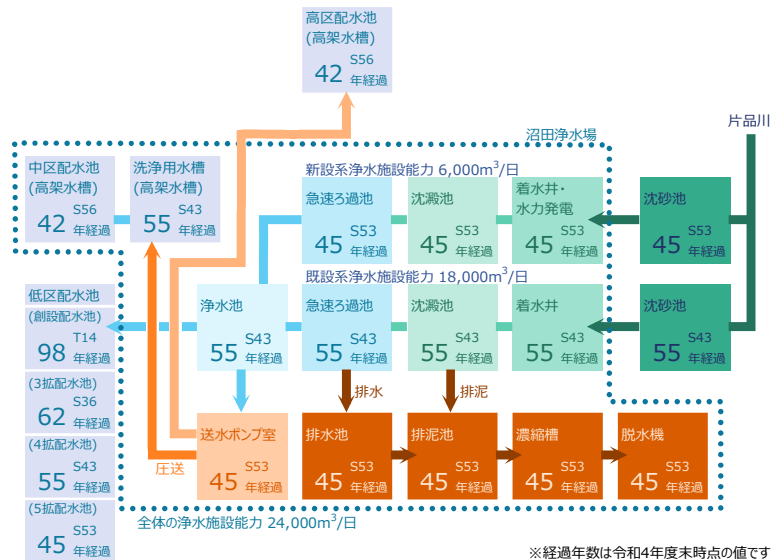 高区配水池
(高架水槽)
42 S56
年経過
片品川
沼田浄水場
新設系浄水施設能力 6,000m³/日
中区配水池
(高架水槽)
42 S56
年経過
洗浄用水槽
(高架水槽)
55 S43
年経過
急速ろ過池
45 S53
年経過
沈澱池
45 S53
年経過
着水井・
水力発電
45 S53
年経過
沈砂池
45 S53
年経過
既設系浄水施設能力 18,000m³/日
低区配水池
(創設配水池)
98 T14
年経過
浄水池
55 S43
年経過
急速ろ過池
55 S43
年経過
沈澱池
55 S43
年経過
着水井
55 S43
年経過
沈砂池
55 S43
年経過
(3拡配水池)
62 S36
年経過
排水
排泥
(4拡配水池)
55 S43
年経過
送水ポンプ室
45 S53
年経過
排水池
45 S53
年経過
排泥池
45 S53
年経過
濃縮槽
45 S53
年経過
脱水機
45 S53
年経過
圧送
(5拡配水池)
45 S53
年経過
全体の浄水施設能力 24,000m³/日
※経過年数は令和4年度末時点の値です